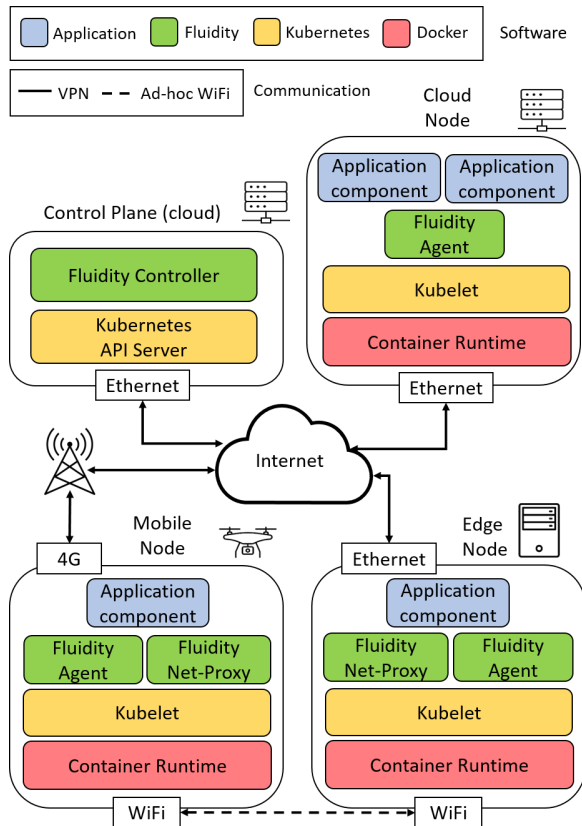 Application Fluidity Kubernetes Docker Software
VPN Ad-hoc WiFi Communication
Cloud
Node
Application
component
Application
component
Fluidity
Agent
Kubelet
Container Runtime
Ethernet
Control Plane (cloud)
Fluidity Controller
Kubernetes
API Server
Ethernet
Internet
Mobile
Node
4G
Application
component
Fluidity
Agent
Fluidity
Net-Proxy
Kubelet
Container Runtime
WiFi
Edge
Node
Ethernet
Application
component
Fluidity
Net-Proxy
Fluidity
Agent
Kubelet
Container Runtime
WiFi